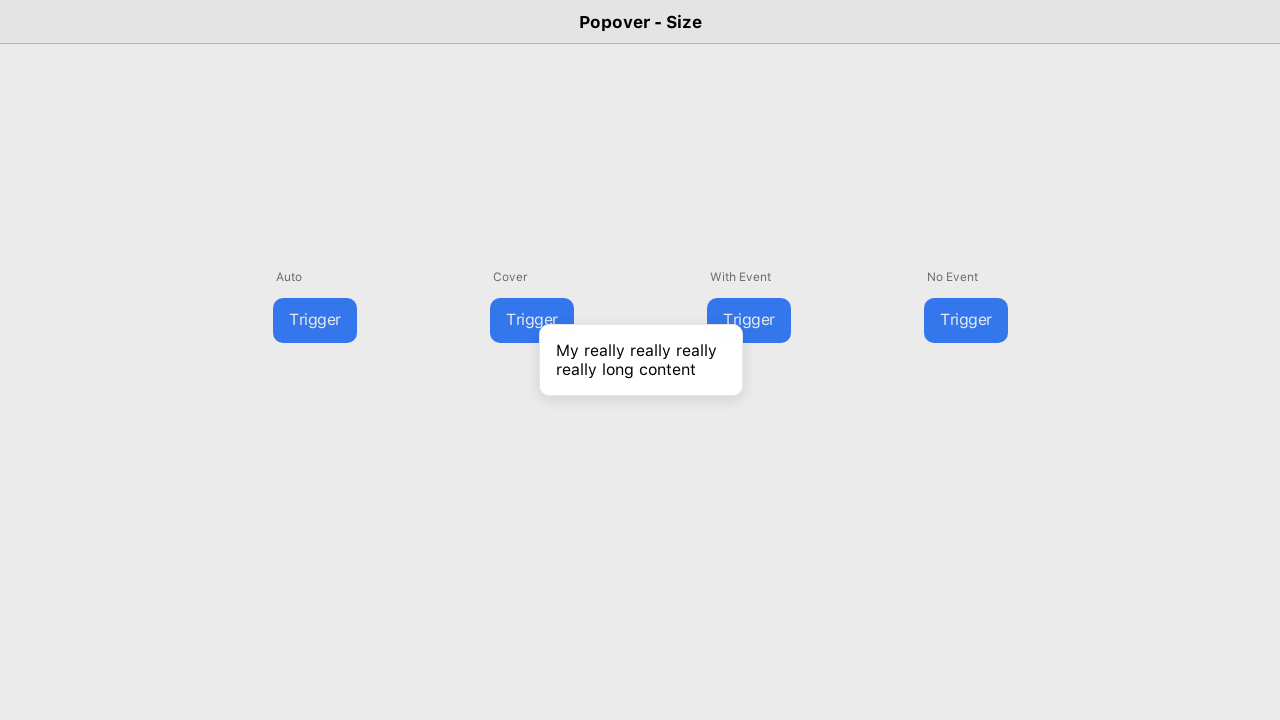 Popover - Size
Auto
Cover
With Event
No Event
Trigger
Trigger
Trigger
Trigger
My really really really
really long content